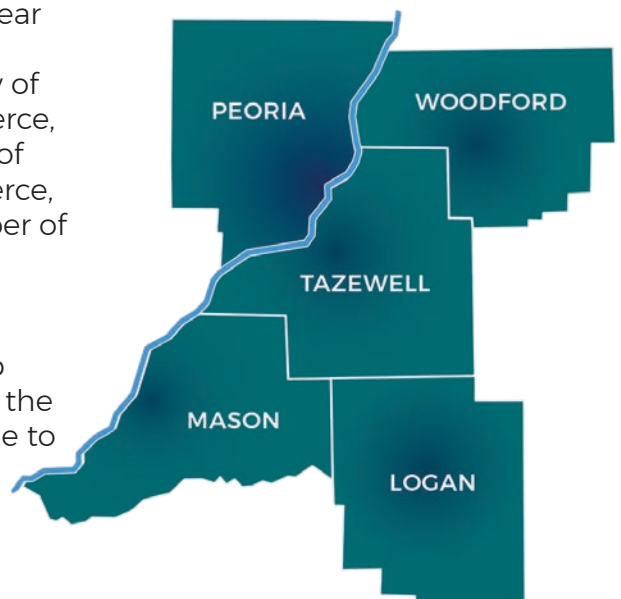 ear
y of
erce,
of
erce,
ber of
o
the
e to
PEORIA
WOODFORD
TAZEWELL
MASON
LOGAN